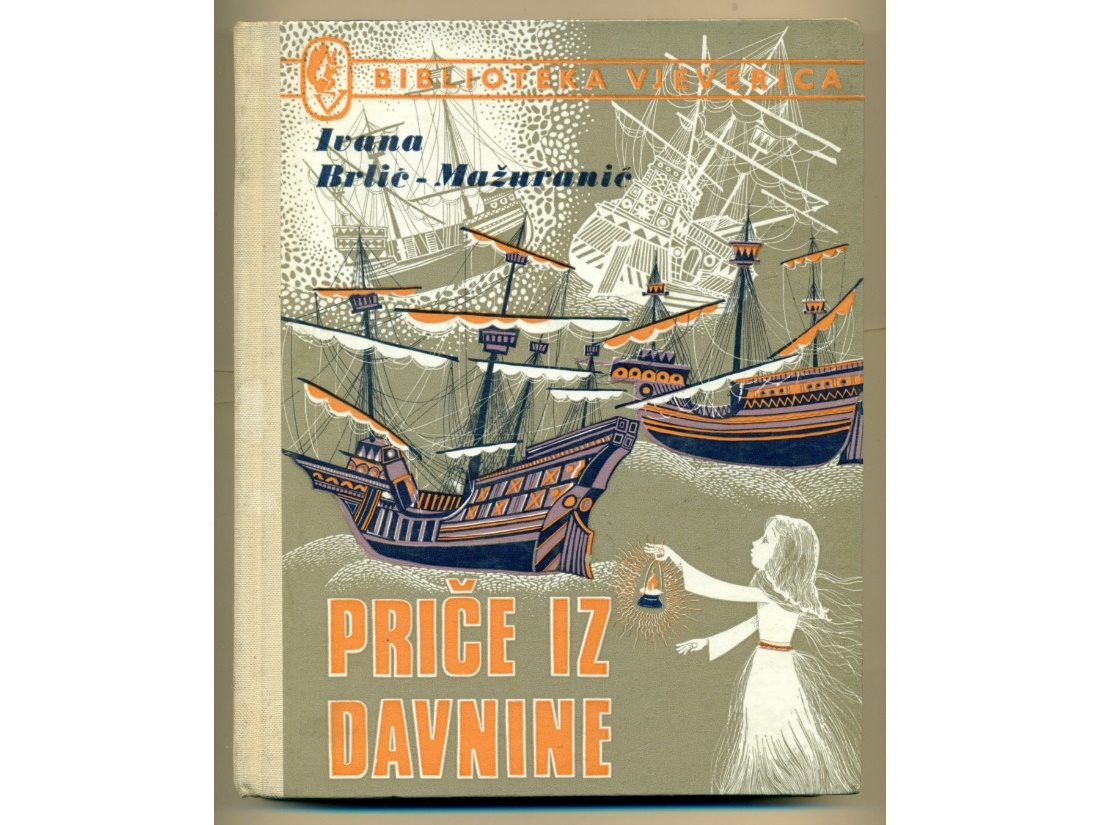 BIBLIOTEKA VJEVERICA
Ivana
Brlić-Mažuranić
PRIČE IZ
DAVNINE